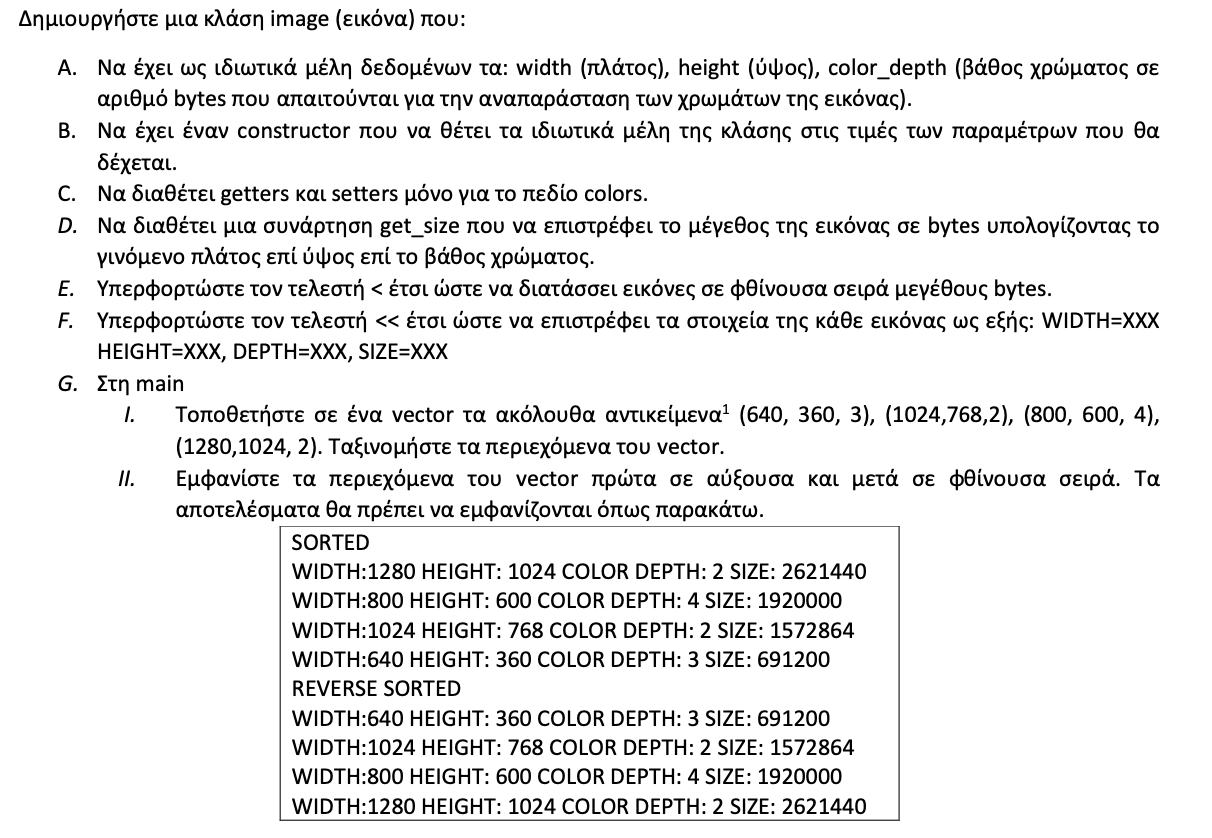 Δημιουργήστε μια κλάση image (εικόνα) που:
A. Να έχει ως ιδιωτικά μέλη δεδομένων τα: width (πλάτος), height (ύψος), color_depth (βάθος χρώματος σε
αριθμό bytes που απαιτούνται για την αναπαράσταση των χρωμάτων της εικόνας).
B. Να έχει έναν constructor που να θέτει τα ιδιωτικά μέλη της κλάσης στις τιμές των παραμέτρων που θα
δέχεται.
C. Να διαθέτει getters και setters μόνο για το πεδίο colors.
D. Να διαθέτει μια συνάρτηση get_size που να επιστρέφει το μέγεθος της εικόνας σε bytes υπολογίζοντας το
γινόμενο πλάτος επί ύψος επί το βάθος χρώματος.
E. Υπερφορτώστε τον τελεστή < έτσι ώστε να διατάσσει εικόνες σε φθίνουσα σειρά μεγέθους bytes.
F. Υπερφορτώστε τον τελεστή << έτσι ώστε να επιστρέφει τα στοιχεία της κάθε εικόνας ως εξής: WIDTH=XXX
HEIGHT=XXX, DEPTH=XXX, SIZE=XXX
G. Στη main
I. Τοποθετήστε σε ένα vector τα ακόλουθα αντικείμενα¹ (640, 360, 3), (1024,768,2), (800, 600, 4),
(1280,1024, 2). Ταξινομήστε τα περιεχόμενα του vector.
II. Εμφανίστε τα περιεχόμενα του vector πρώτα σε αύξουσα και μετά σε φθίνουσα σειρά. Τα
αποτελέσματα θα πρέπει να εμφανίζονται όπως παρακάτω.
SORTED
WIDTH:1280 HEIGHT: 1024 COLOR DEPTH: 2 SIZE: 2621440
WIDTH:800 HEIGHT: 600 COLOR DEPTH: 4 SIZE: 1920000
WIDTH:1024 HEIGHT: 768 COLOR DEPTH: 2 SIZE: 1572864
WIDTH:640 HEIGHT: 360 COLOR DEPTH: 3 SIZE: 691200
REVERSE SORTED
WIDTH:640 HEIGHT: 360 COLOR DEPTH: 3 SIZE: 691200
WIDTH:1024 HEIGHT: 768 COLOR DEPTH: 2 SIZE: 1572864
WIDTH:800 HEIGHT: 600 COLOR DEPTH: 4 SIZE: 1920000
WIDTH:1280 HEIGHT: 1024 COLOR DEPTH: 2 SIZE: 2621440